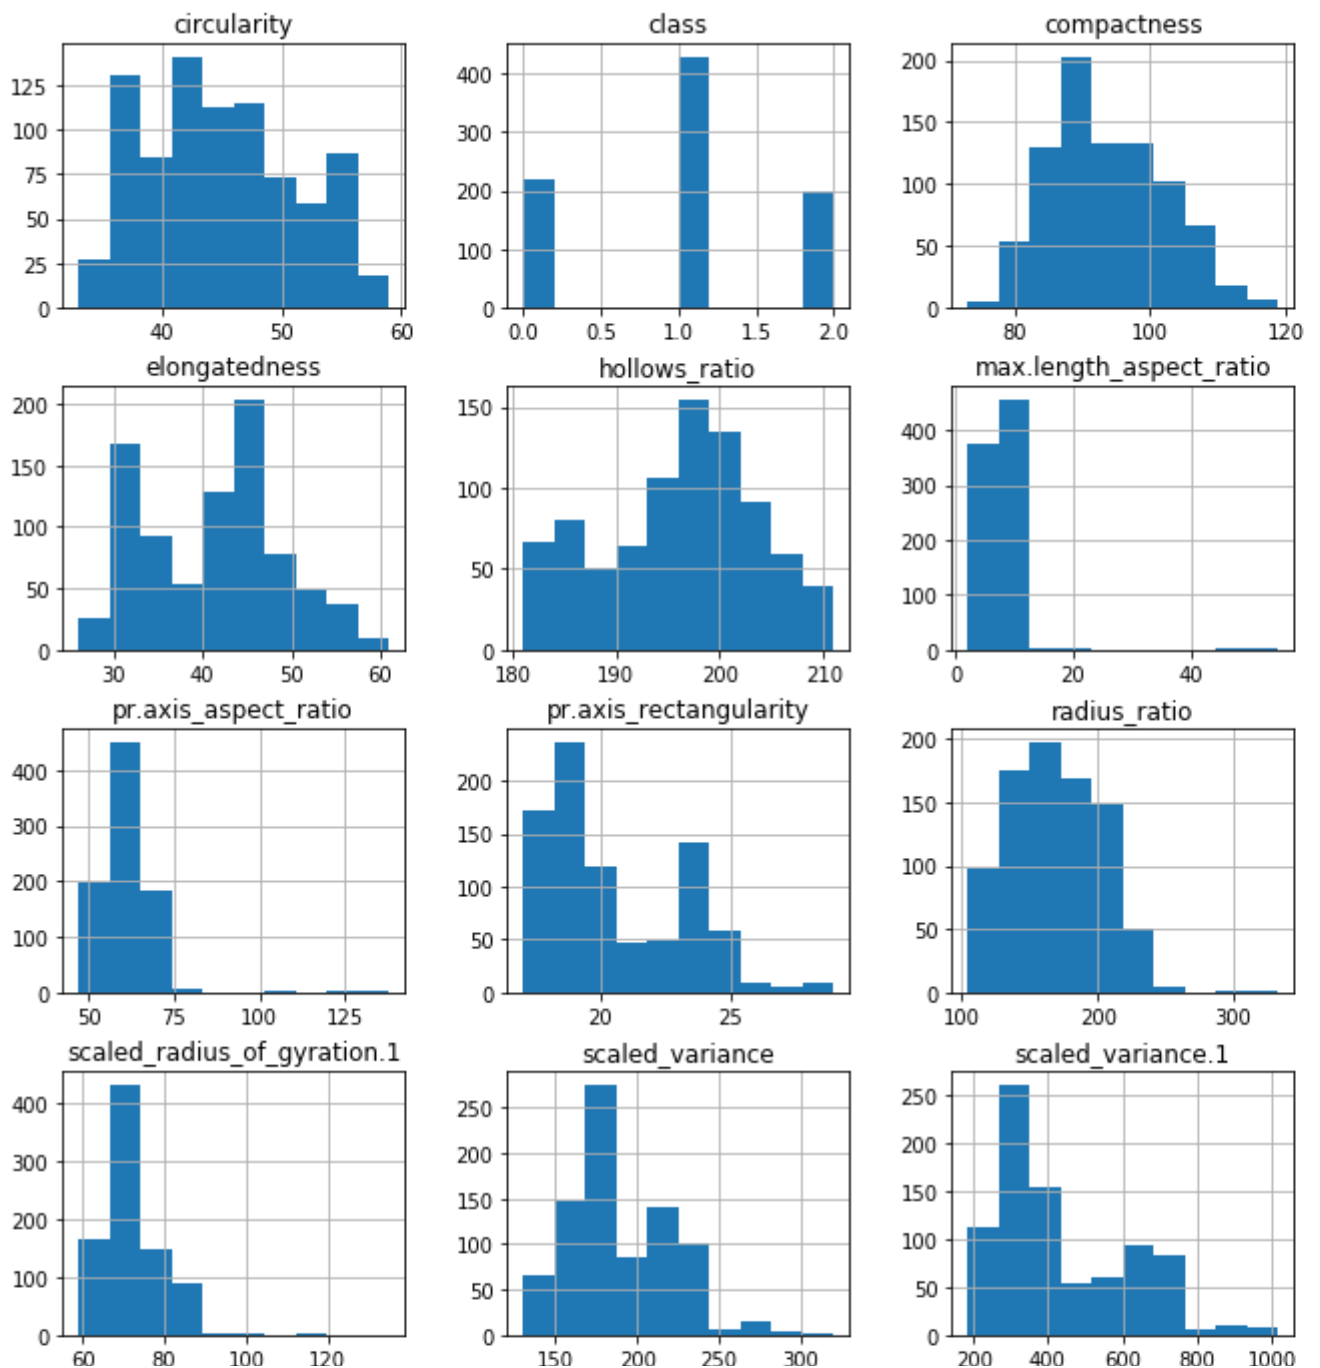 circularity
125
100
75
50
25
0
40 50 60
class
400
300
200
100
0
0.0 0.5 1.0 1.5 2.0
compactness
200
150
100
50
0
80 100 120
elongatedness
200
150
100
50
0
30 40 50 60
hollows_ratio
150
100
50
0
180 190 200 210
max.length_aspect_ratio
400
300
200
100
0
0 20 40
pr.axis_aspect_ratio
400
300
200
100
0
50 75 100 125
pr.axis_rectangularity
200
150
100
50
0
20 25
radius_ratio
200
150
100
50
0
100 200 300
scaled_radius_of_gyration.1
400
300
200
100
0
60 80 100 120
scaled_variance
250
200
150
100
50
0
150 200 250 300
scaled_variance.1
250
200
150
100
50
0
200 400 600 800 1000